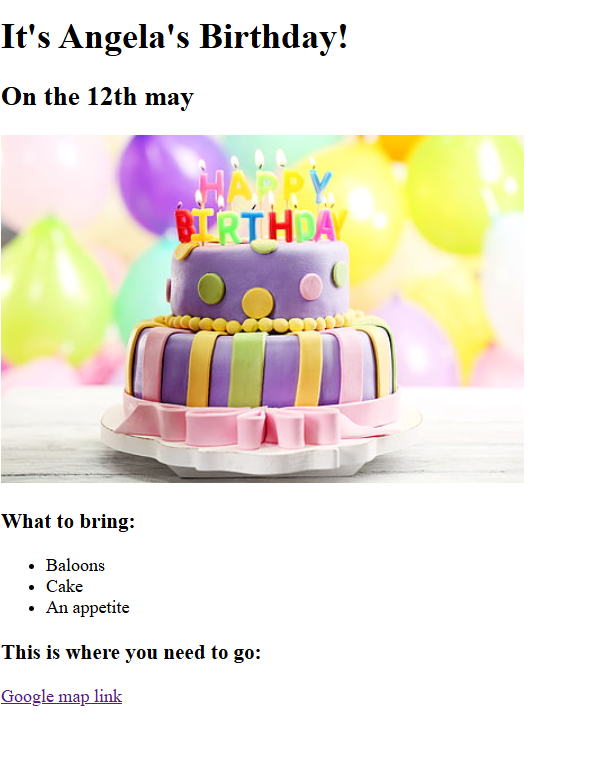 It's Angela's Birthday!
On the 12th may
HAPPY
BIRTHDAY
What to bring:
Baloons
Cake
An appetite
This is where you need to go:
Google map link